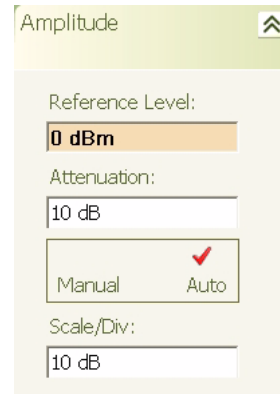 Amplitude
Reference Level:
0 dBm
Attenuation:
10 dB
Manual Auto
Scale/Div:
10 dB